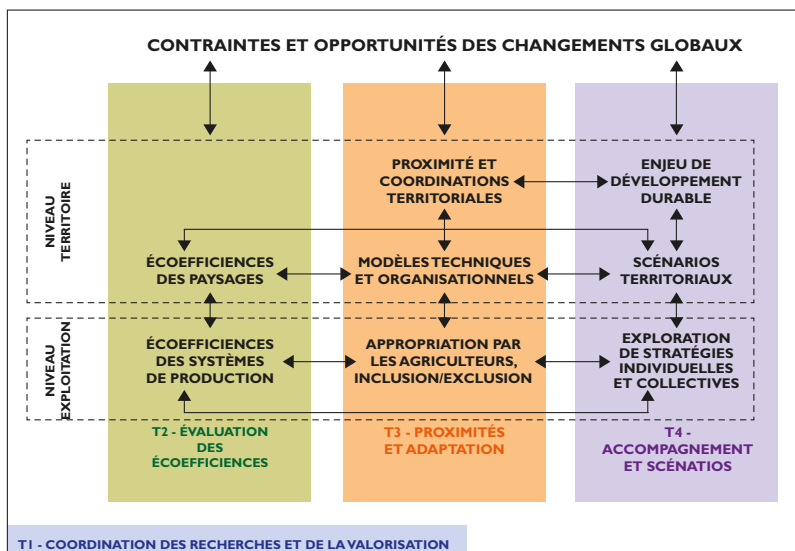 CONTRAINTES ET OPPORTUNITÉS DES CHANGEMENTS GLOBAUX
NIVEAU
TERRITOIRE
PROXIMITÉ ET
COORDINATIONS
TERRITORIALES
ENJEU DE
DÉVELOPPEMENT
DURABLE
ÉCOEFFICIENCES
DES PAYSAGES
MODÈLES TECHNIQUES
ET ORGANISATIONNELS
SCÉNARIOS
TERRITORIAUX
NIVEAU
EXPLOITATION
ÉCOEFFICIENCES
DES SYSTÈMES
DE PRODUCTION
APPROPRIATION PAR
LES AGRICULTEURS,
INCLUSION/EXCLUSION
EXPLORATION
DE STRATÉGIES
INDIVIDUELLES
ET COLLECTIVES
T2 - ÉVALUATION
DES
ÉCOEFFICIENCES
T3 - PROXIMITÉS
ET ADAPTATION
T4 -
ACCOMPAGNEMENT
ET SCÉNATIOS
T1 - COORDINATION DES RECHERCHES ET DE LA VALORISATION